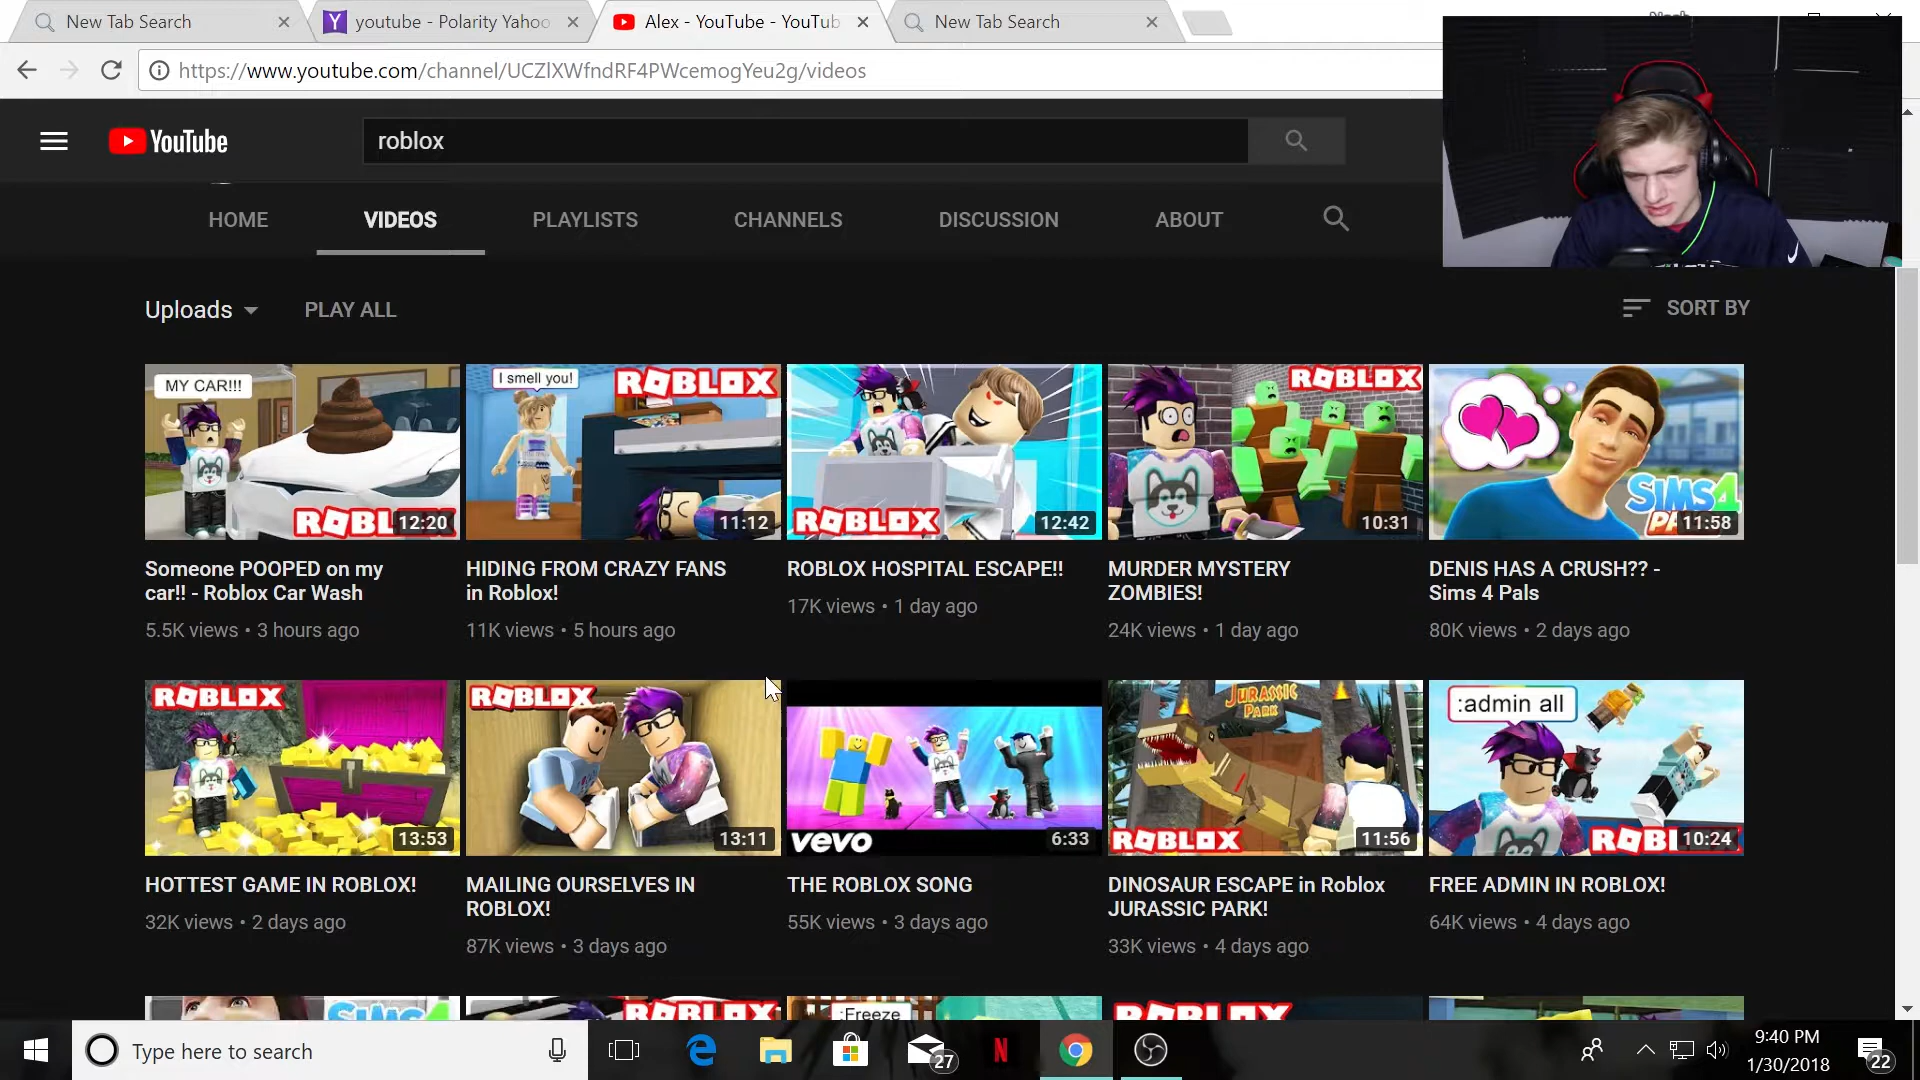 New Tab Search
youtube - Polarity Yahoo
Alex - YouTube - YouTub
New Tab Search
https://www.youtube.com/channel/UCZlXWfndRF4PWcemogYeu2g/videos
YouTube
roblox
HOME
VIDEOS
PLAYLISTS
CHANNELS
DISCUSSION
ABOUT
Uploads
PLAY ALL
SORT BY
MY CAR!!!
ROBL
12:20
I smell you!
ROBLOX
11:12
ROBLOX
12:42
ROBLOX
10:31
SIMS4
11:58
Someone POOPED on my
car!! - Roblox Car Wash
5.5K views • 3 hours ago
HIDING FROM CRAZY FANS
in Roblox!
11K views • 5 hours ago
ROBLOX HOSPITAL ESCAPE!!
17K views • 1 day ago
MURDER MYSTERY
ZOMBIES!
24K views • 1 day ago
DENIS HAS A CRUSH?? -
Sims 4 Pals
80K views • 2 days ago
ROBLOX
13:53
ROBLOX
13:11
vevo
6:33
JURASSIC
PARK
ROBLOX
11:56
:admin all
ROBL
10:24
HOTTEST GAME IN ROBLOX!
32K views • 2 days ago
MAILING OURSELVES IN
ROBLOX!
87K views • 3 days ago
THE ROBLOX SONG
55K views • 3 days ago
DINOSAUR ESCAPE in Roblox
JURASSIC PARK!
33K views • 4 days ago
FREE ADMIN IN ROBLOX!
64K views • 4 days ago
SIMS4
ROBLOX
:Freeze
ROBLOX
Type here to search
27
9:40 PM
1/30/2018
22